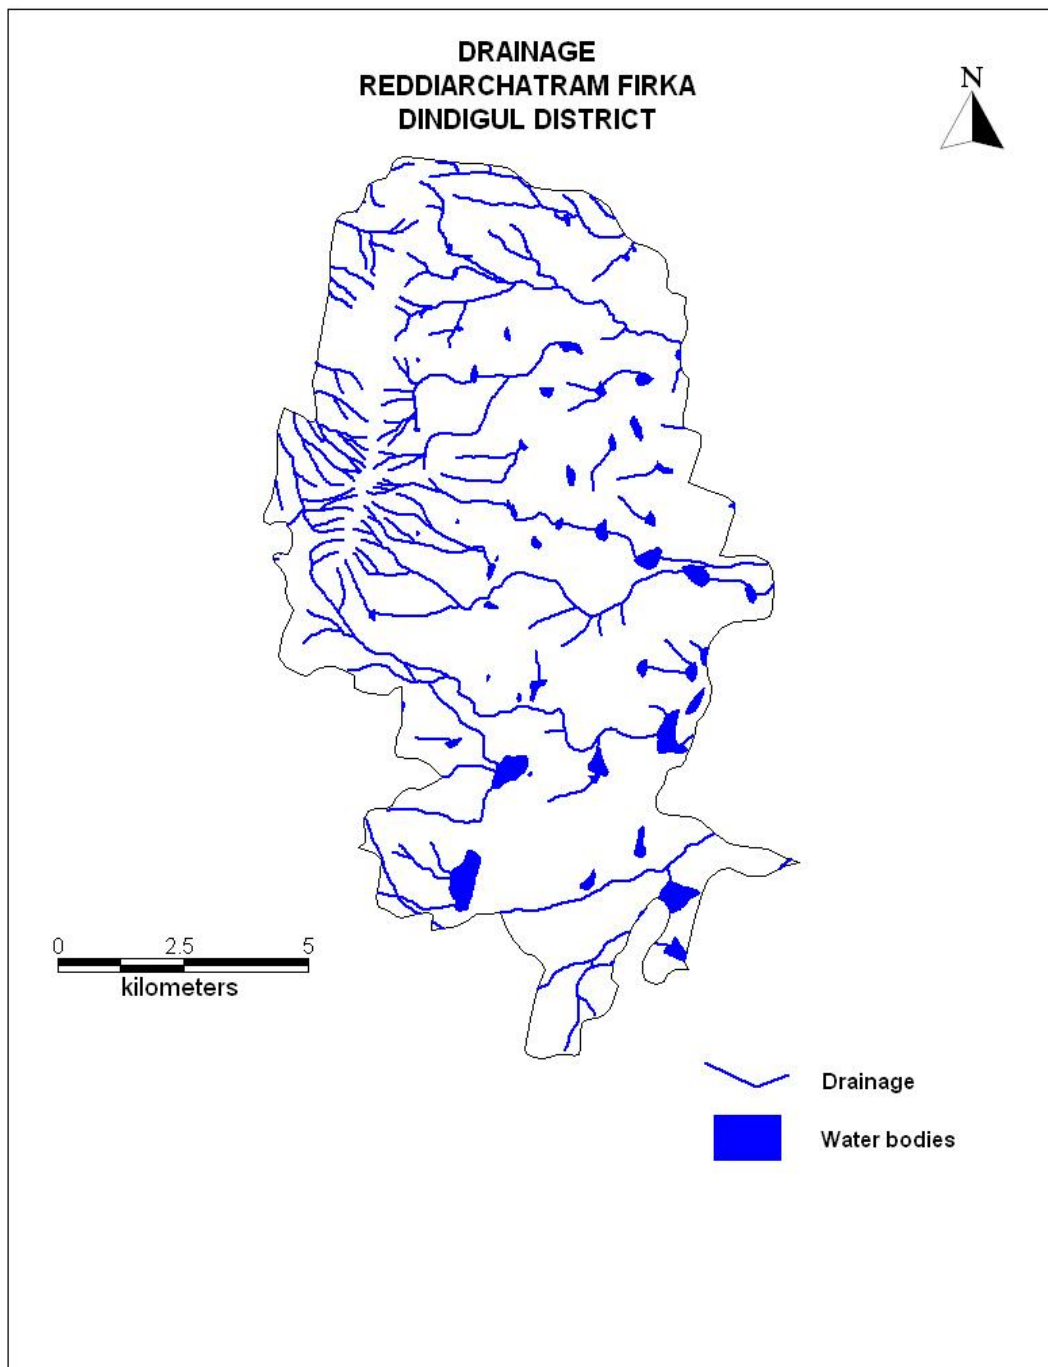 DRAINAGE
REDDIARCHATRAM FIRKA
DINDIGUL DISTRICT
N
0 2.5 5
kilometers
Drainage
Water bodies